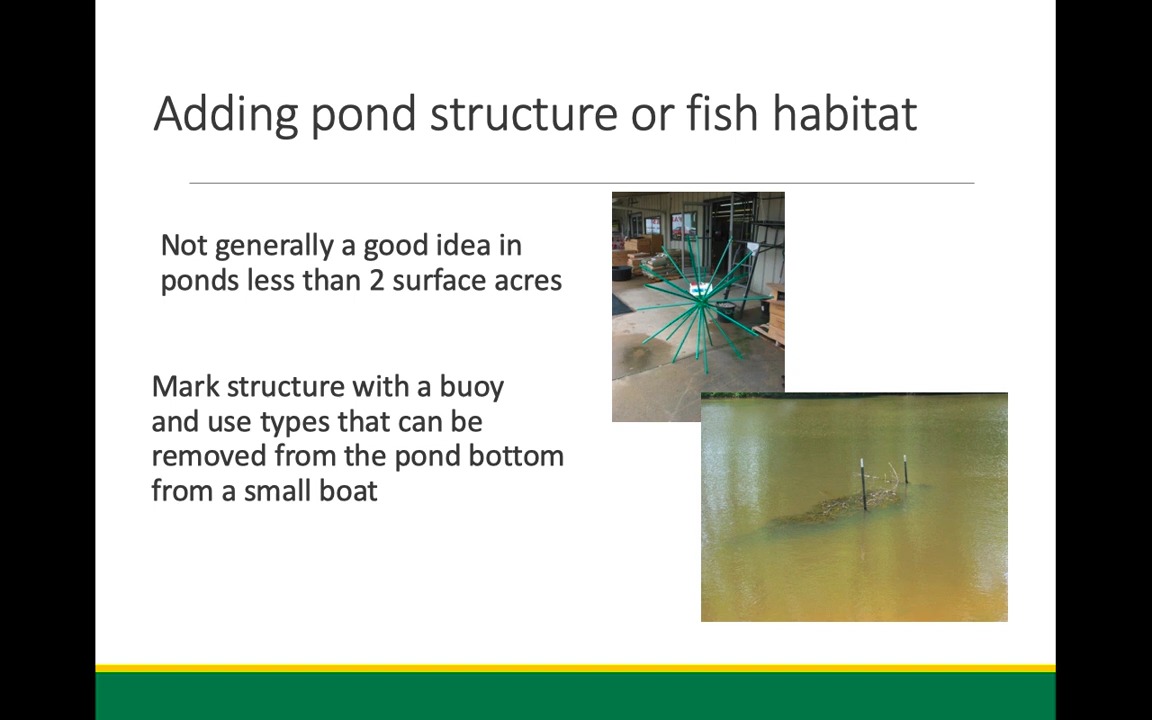 Adding pond structure or fish habitat
Not generally a good idea in
ponds less than 2 surface acres
Mark structure with a buoy
and use types that can be
removed from the pond bottom
from a small boat